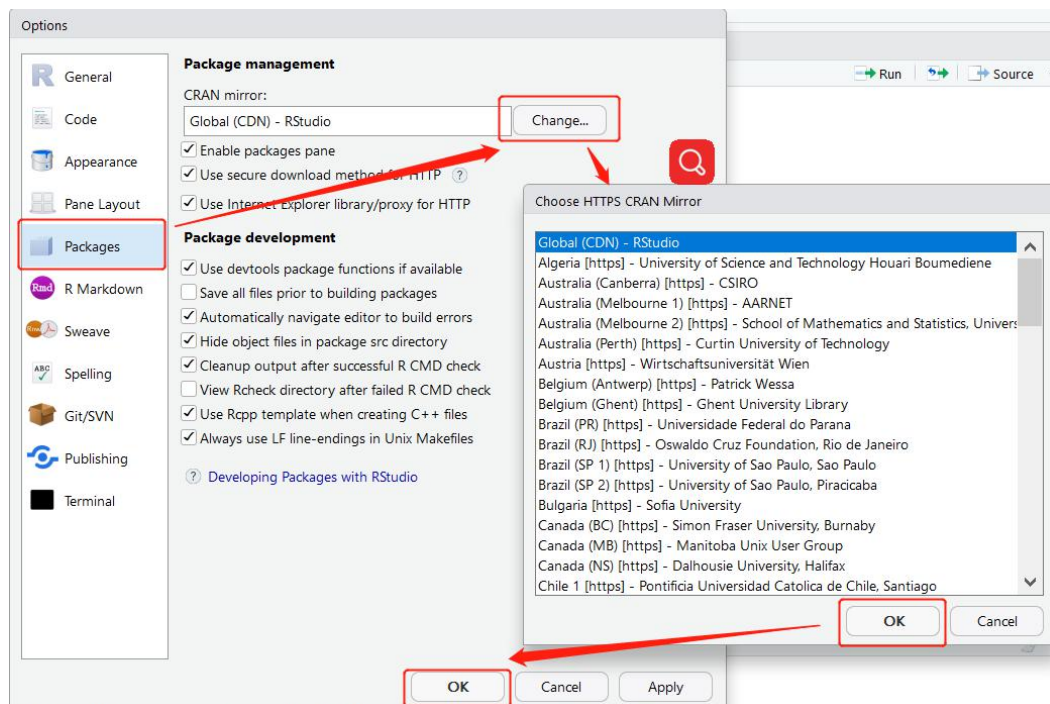 Options
General
Code
Appearance
Pane Layout
Packages
Rmd
R Markdown
Sweave
ABC
Spelling
Git/SVN
Publishing
Terminal
Package management
CRAN mirror:
Global (CDN) - RStudio
Change...
Enable packages pane
Use secure download method for HTTP ?
Use Internet Explorer library/proxy for HTTP
Package development
Use devtools package functions if available
Save all files prior to building packages
Automatically navigate editor to build errors
Hide object files in package src directory
Cleanup output after successful R CMD check
View Rcheck directory after failed R CMD check
Use Rcpp template when creating C++ files
Always use LF line-endings in Unix Makefiles
? Developing Packages with RStudio
OK
Cancel
Apply
Run
Source
Choose HTTPS CRAN Mirror
Global (CDN) - RStudio
Algeria [https] - University of Science and Technology Houari Boumediene
Australia (Canberra) [https] - CSIRO
Australia (Melbourne 1) [https] - AARNET
Australia (Melbourne 2) [https] - School of Mathematics and Statistics, Univers
Australia (Perth) [https] - Curtin University of Technology
Austria [https] - Wirtschaftsuniversität Wien
Belgium (Antwerp) [https] - Patrick Wessa
Belgium (Ghent) [https] - Ghent University Library
Brazil (PR) [https] - Universidade Federal do Parana
Brazil (RJ) [https] - Oswaldo Cruz Foundation, Rio de Janeiro
Brazil (SP 1) [https] - University of Sao Paulo, Sao Paulo
Brazil (SP 2) [https] - University of Sao Paulo, Piracicaba
Bulgaria [https] - Sofia University
Canada (BC) [https] - Simon Fraser University, Burnaby
Canada (MB) [https] - Manitoba Unix User Group
Canada (NS) [https] - Dalhousie University, Halifax
Chile 1 [https] - Pontificia Universidad Catolica de Chile, Santiago
OK
Cancel